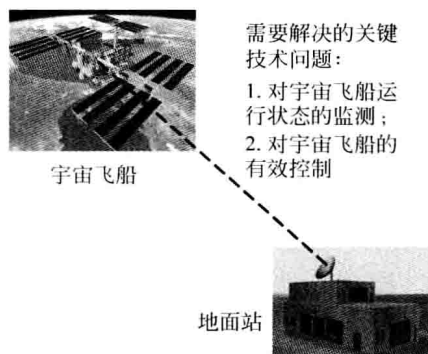 需要解决的关键
技术问题：
1. 对宇宙飞船运
行状态的监测；
2. 对宇宙飞船的
有效控制
宇宙飞船
地面站